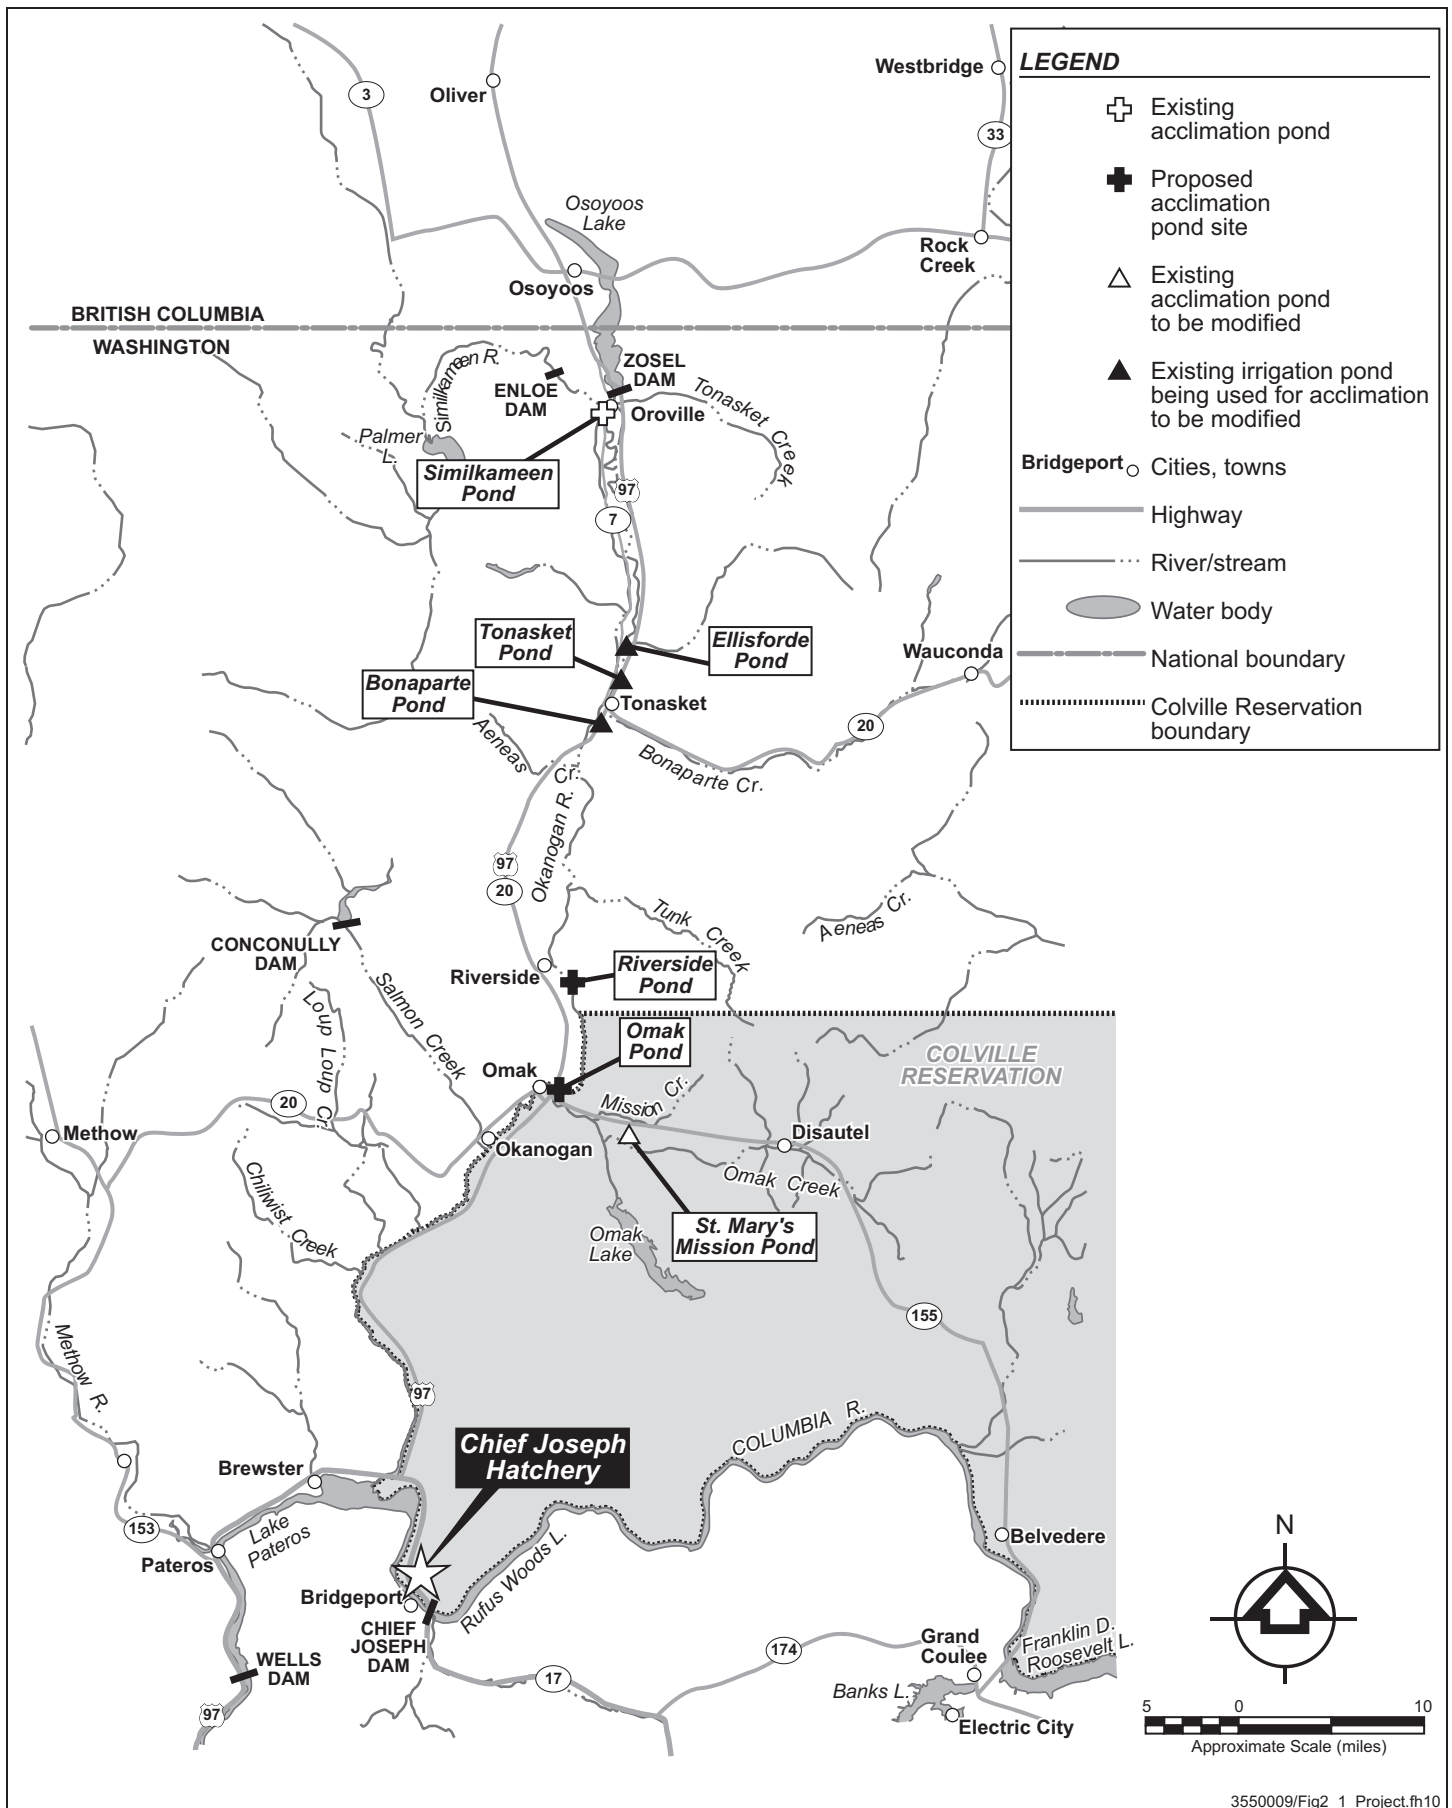 Westbridge
Oliver
3
33
LEGEND
Existing
acclimation pond
Proposed
acclimation
pond site
Existing
acclimation pond
to be modified
Existing irrigation pond
being used for acclimation
to be modified
Bridgeport
Cities, towns
Highway
River/stream
Water body
National boundary
Colville Reservation
boundary
Osoyoos
Lake
Rock
Creek
Osoyoos
BRITISH COLUMBIA
WASHINGTON
Similkameen R.
ENLOE
DAM
ZOSEL
DAM
Oroville
Tonasket Creek
Palmer
L.
Similkameen
Pond
97
7
Tonasket
Pond
Ellisforde
Pond
Bonaparte
Pond
Tonasket
Wauconda
20
Aeneas Cr.
Bonaparte Cr.
Okanogan R.
97
20
Tunk Creek
Aeneas Cr.
CONCONULLY
DAM
Riverside
Riverside
Pond
Loup Loup Cr.
Salmon Creek
Omak
Pond
COLVILLE
RESERVATION
Omak
Mission Cr.
20
Methow
Okanogan
Disautel
Omak Creek
Chiliwist Creek
St. Mary's
Mission Pond
Omak
Lake
155
Methow R.
97
Chief Joseph
Hatchery
COLUMBIA R.
Brewster
153
Lake
Pateros
Pateros
Belvedere
Bridgeport
Rufus Woods L.
CHIEF
JOSEPH
DAM
WELLS
DAM
97
17
174
Grand
Coulee
Franklin D.
Roosevelt L.
Banks L.
Electric City
N
5 0 10
Approximate Scale (miles)
3550009/Fig2_1_Project.fh10